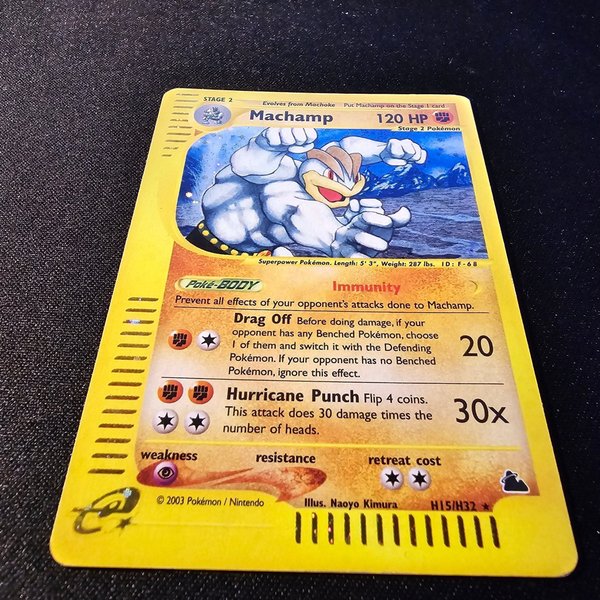 STAGE 2
Evolves from Machoke Put Machamp on the Stage 1 card
Machamp 120 HP
Stage 2 Pokémon
Superpower Pokémon. Length: 5' 3", Weight: 287 lbs. ID: F-68
Poké-BODY Immunity
Prevent all effects of your opponent's attacks done to Machamp.
Drag Off Before doing damage, if your
opponent has any Benched Pokémon, choose
1 of them and switch it with the Defending
Pokémon. If your opponent has no Benched
Pokémon, ignore this effect.
20
Hurricane Punch Flip 4 coins.
This attack does 30 damage times the
number of heads.
30x
weakness resistance retreat cost
© 2003 Pokémon / Nintendo Illus. Naoyo Kimura H15/H32 ★